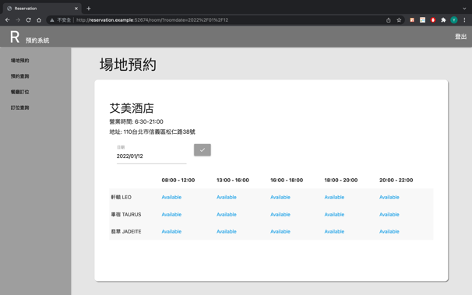 Reservation
不安全 | http://reservation.example:52674/room/?roomdate=2022%2F01%2F12
R 預約系統
登出
場地預約
預約查詢
餐廳訂位
訂位查詢
場地預約
艾美酒店
營業時間: 6:30-21:00
地址: 110台北市信義區松仁路38號
日期
2022/01/12
08:00 - 12:00 13:00 - 16:00 16:00 - 18:00 18:00 - 20:00 20:00 - 22:00
軒轅 LEO Available Available Available Available Available
畢宿 TAURUS Available Available Available Available Available
翡翠 JADEITE Available Available Available Available Available